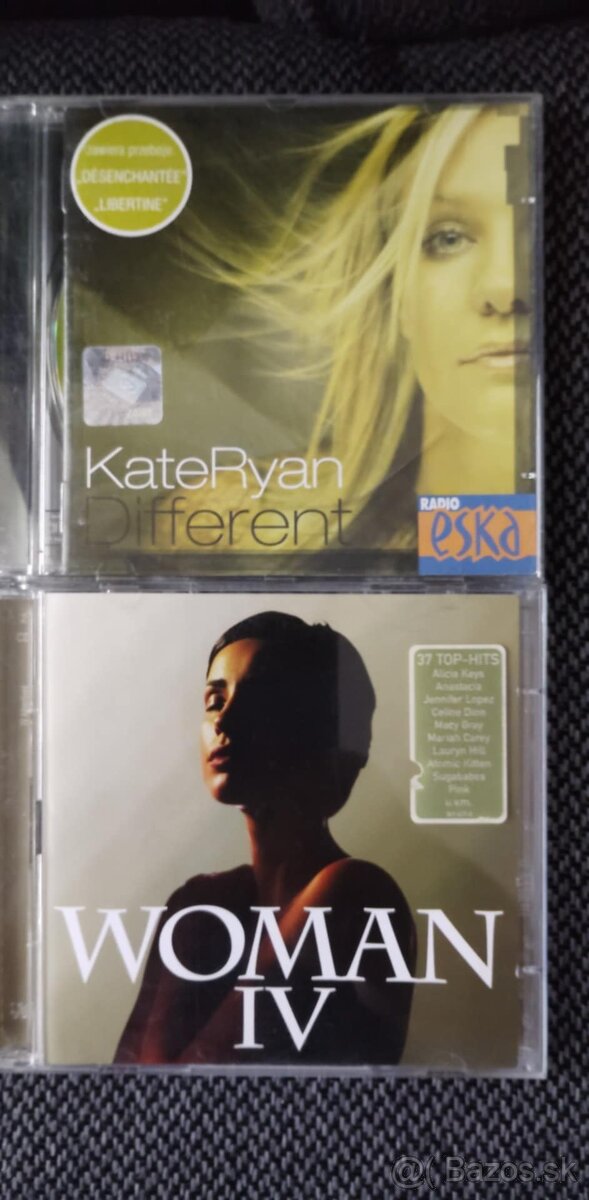 zawiera przeboje
„DÉSENCHANTÉE"
„LIBERTINE"
KateRyan
Different
RADIO
eska
37 TOP-HITS
Alicia Keys
Anastacia
Jennifer Lopez
Celine Dion
Macy Gray
Mariah Carey
Lauryn Hill
Atomic Kitten
Sugababes
Pink
u.v.m.
WOMAN
IV
@( Bazos.sk